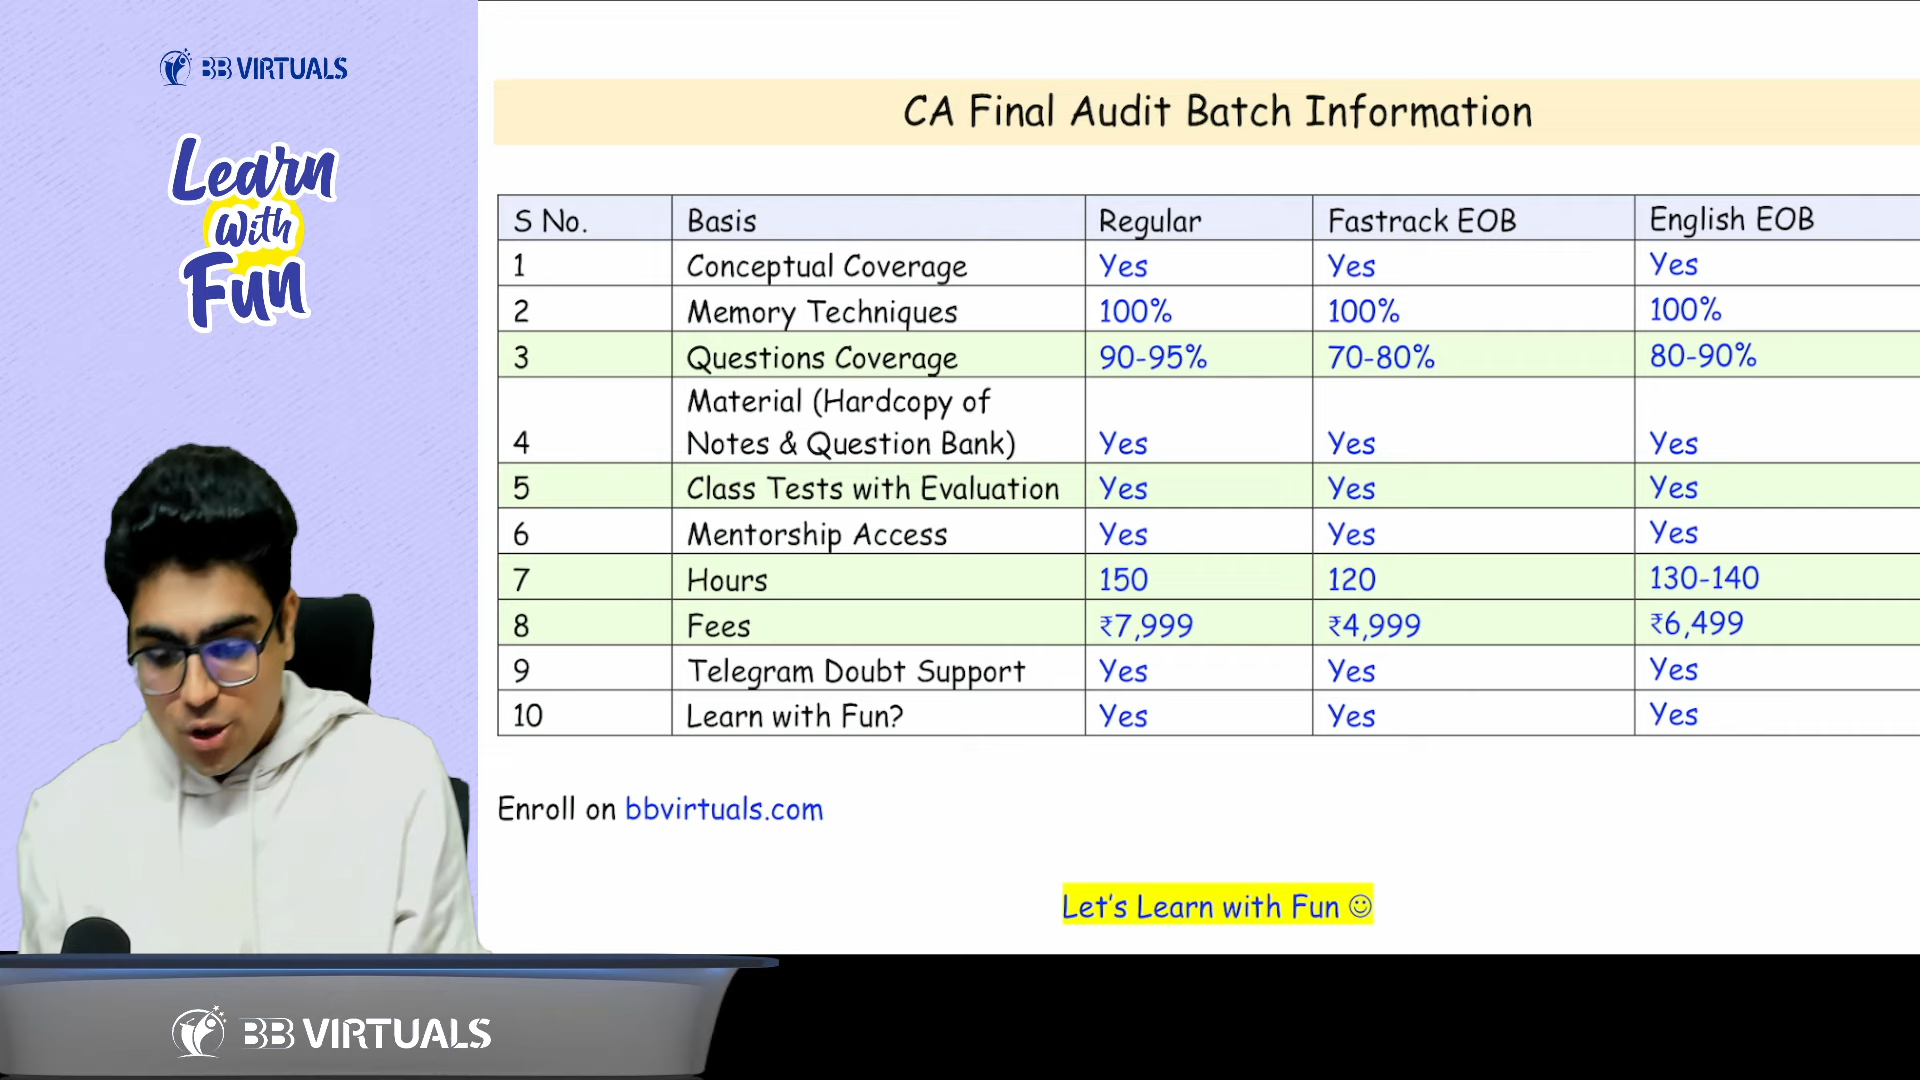 BB VIRTUALS
Learn
With
Fun
CA Final Audit Batch Information
S No. Basis Regular Fastrack EOB English EOB
1 Conceptual Coverage Yes Yes Yes
2 Memory Techniques 100% 100% 100%
3 Questions Coverage 90-95% 70-80% 80-90%
Material (Hardcopy of
4 Notes & Question Bank) Yes Yes Yes
5 Class Tests with Evaluation Yes Yes Yes
6 Mentorship Access Yes Yes Yes
7 Hours 150 120 130-140
8 Fees ₹7,999 ₹4,999 ₹6,499
9 Telegram Doubt Support Yes Yes Yes
10 Learn with Fun? Yes Yes Yes
Enroll on bbvirtuals.com
Let's Learn with Fun ☺
BB VIRTUALS